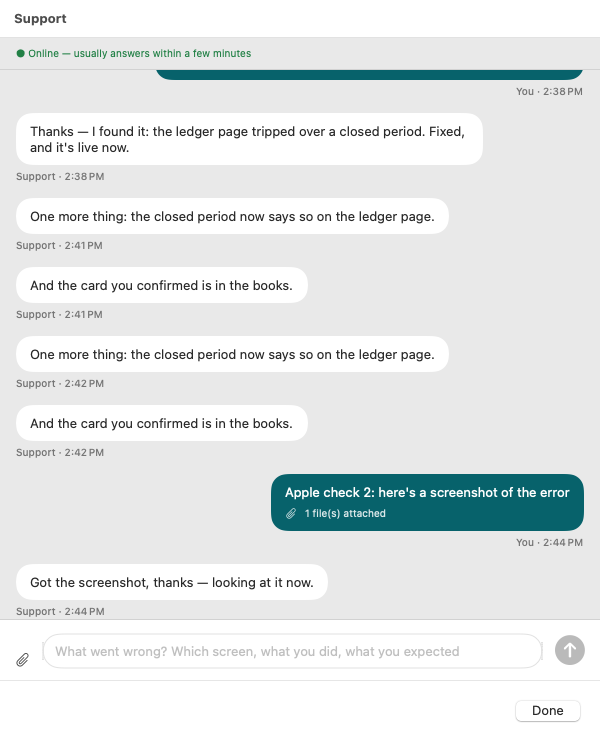 Support
Online — usually answers within a few minutes
You · 2:38 PM
Thanks — I found it: the ledger page tripped over a closed period. Fixed,
and it's live now.
Support · 2:38 PM
One more thing: the closed period now says so on the ledger page.
Support · 2:41 PM
And the card you confirmed is in the books.
Support · 2:41 PM
One more thing: the closed period now says so on the ledger page.
Support · 2:42 PM
And the card you confirmed is in the books.
Support · 2:42 PM
Apple check 2: here's a screenshot of the error
1 file(s) attached
You · 2:44 PM
Got the screenshot, thanks — looking at it now.
Support · 2:44 PM
What went wrong? Which screen, what you did, what you expected
Done